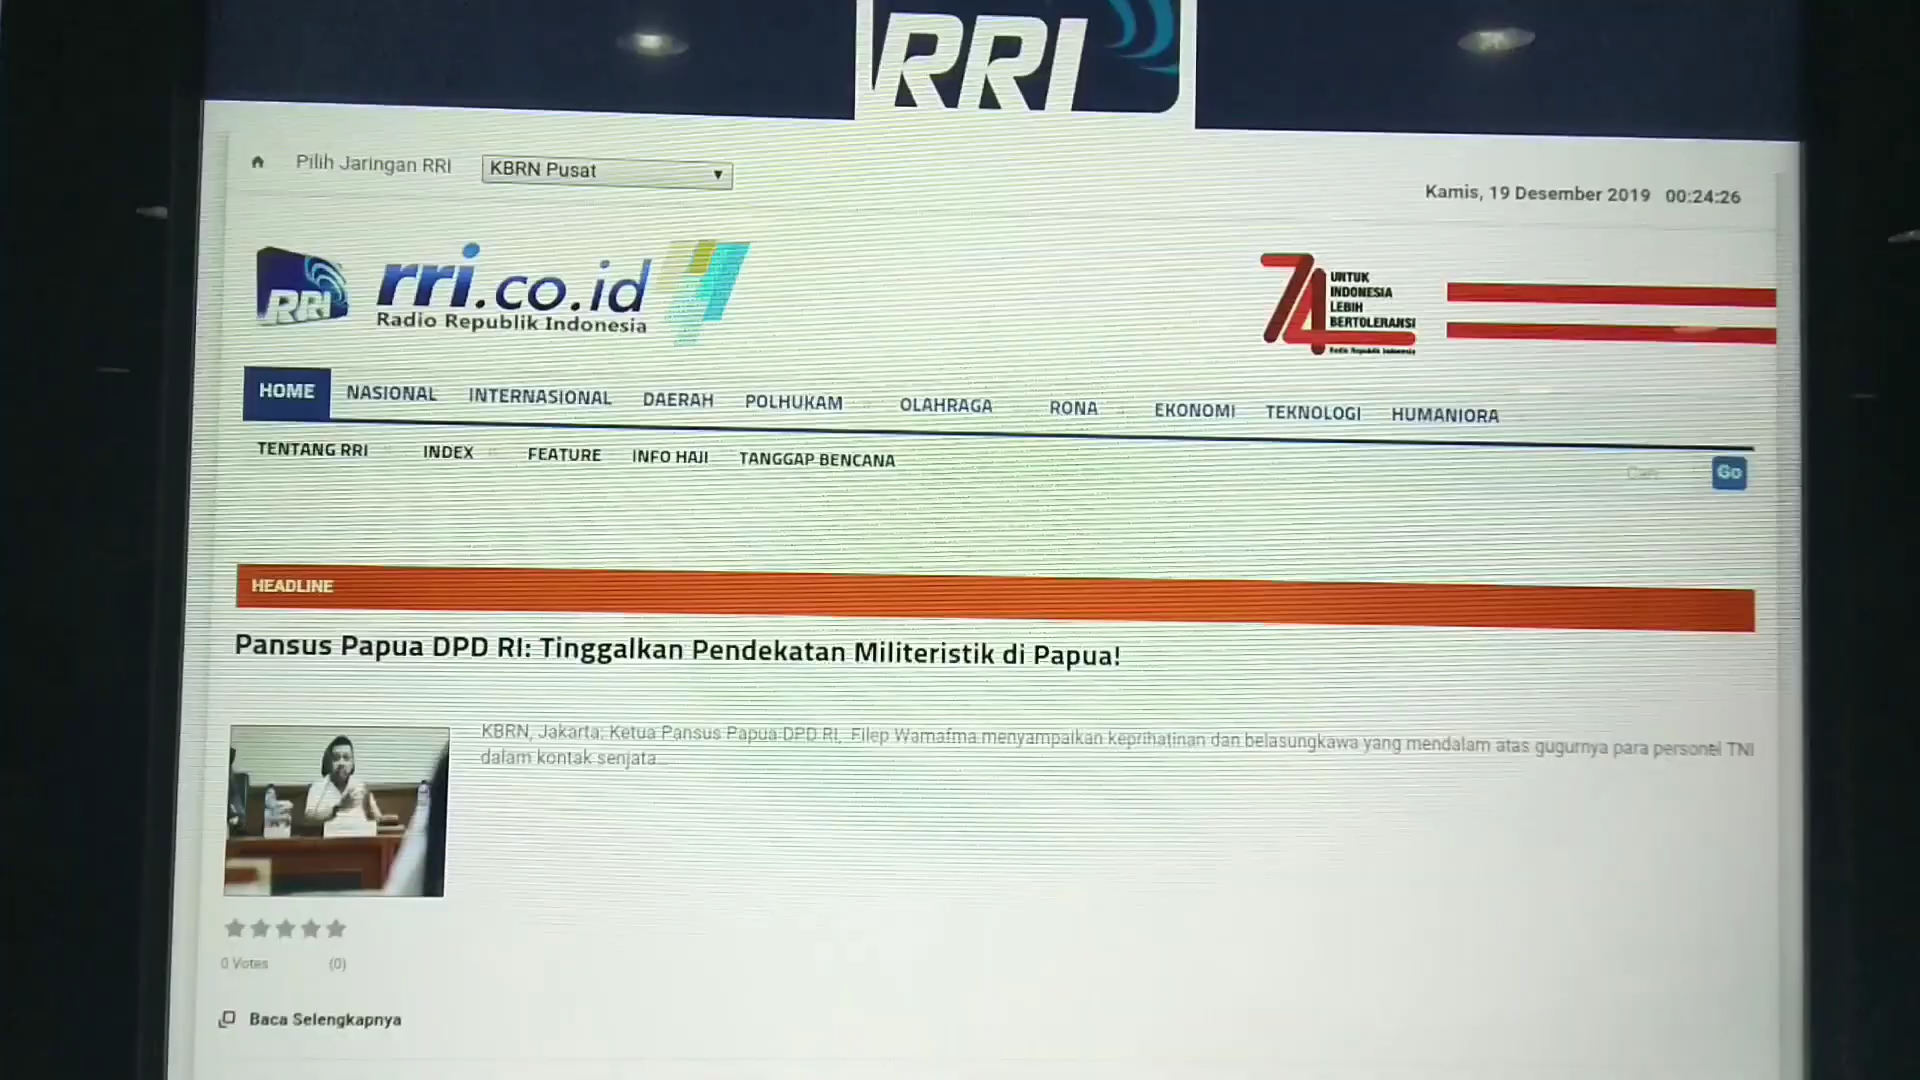 RRI
Pilih Jaringan RRI
KBRN Pusat
Kamis, 19 Desember 2019 00:24:26
RRI
rri.co.id
Radio Republik Indonesia
74
UNTUK
INDONESIA
LEBIH
BERTOLERANSI
Radio Republik Indonesia
HOME NASIONAL INTERNASIONAL DAERAH POLHUKAM OLAHRAGA RONA EKONOMI TEKNOLOGI HUMANIORA
TENTANG RRI INDEX FEATURE INFO HAJI TANGGAP BENCANA
Cari
Go
HEADLINE
Pansus Papua DPD RI: Tinggalkan Pendekatan Militeristik di Papua!
KBRN, Jakarta: Ketua Pansus Papua DPD RI, Filep Wamafma menyampaikan keprihatinan dan belasungkawa yang mendalam atas gugurnya para personel TNI
dalam kontak senjata...
0 Votes (0)
Baca Selengkapnya